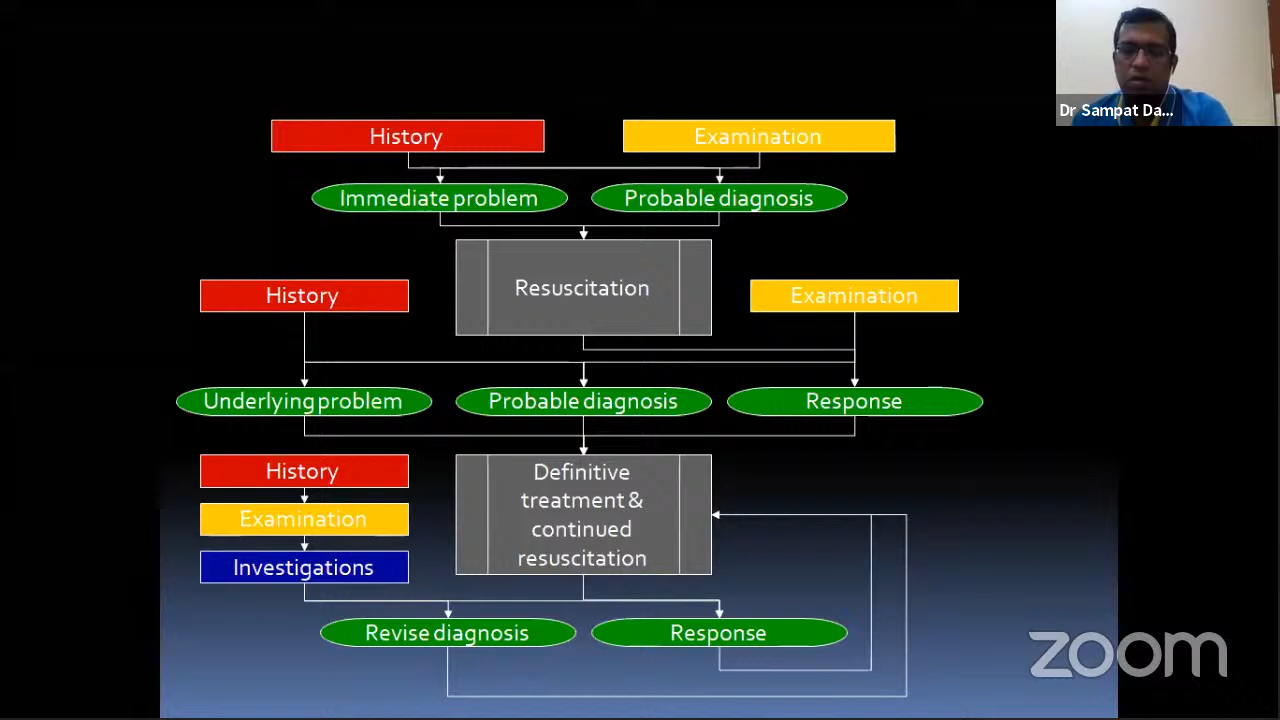 Dr Sampat Da...
History
Examination
Immediate problem
Probable diagnosis
Resuscitation
History
Examination
Underlying problem
Probable diagnosis
Response
History
Examination
Investigations
Definitive
treatment &
continued
resuscitation
Revise diagnosis
Response
zoom